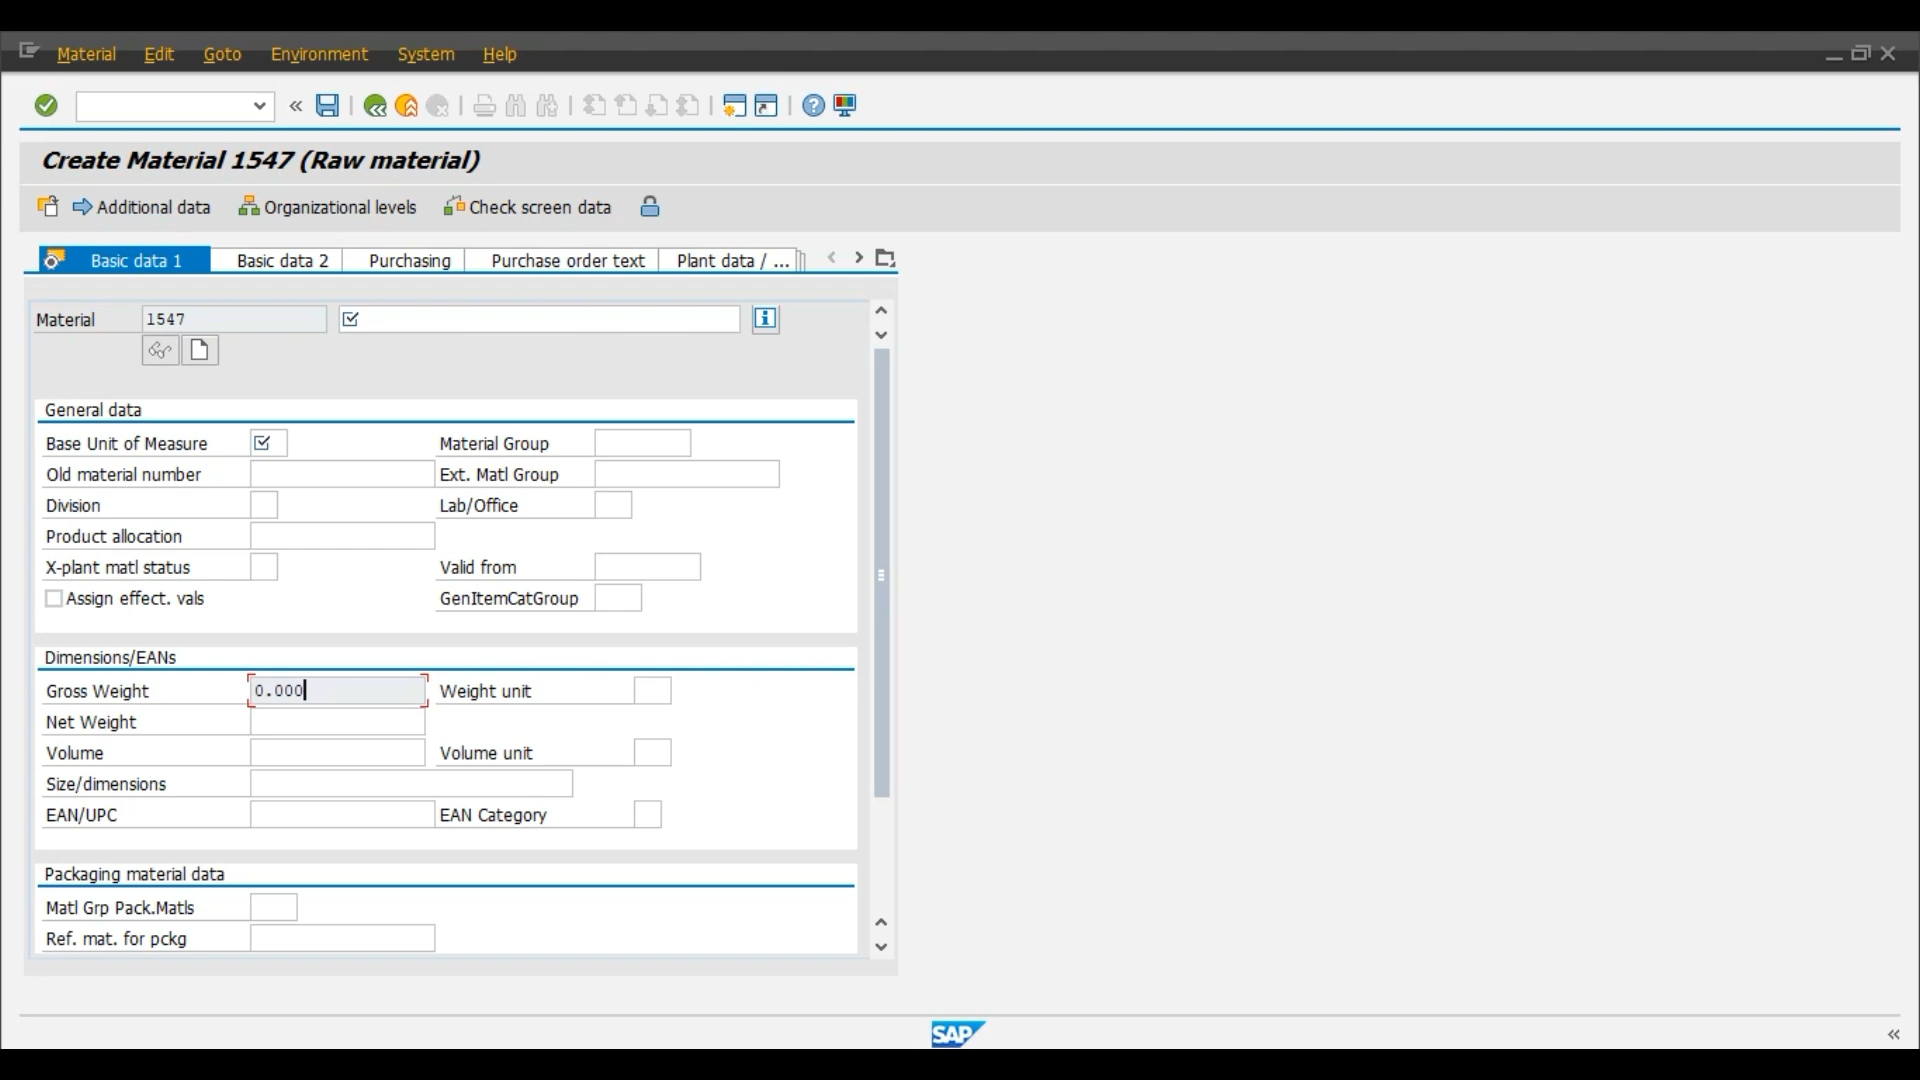 Material Edit Goto Environment System Help
Create Material 1547 (Raw material)
Additional data Organizational levels Check screen data
Basic data 1 Basic data 2 Purchasing Purchase order text Plant data / ...
Material 1547
General data
Base Unit of Measure Material Group
Old material number Ext. Matl Group
Division Lab/Office
Product allocation
X-plant matl status Valid from
Assign effect. vals GenItemCatGroup
Dimensions/EANs
Gross Weight 0.000 Weight unit
Net Weight
Volume Volume unit
Size/dimensions
EAN/UPC EAN Category
Packaging material data
Matl Grp Pack.Matls
Ref. mat. for pckg
SAP